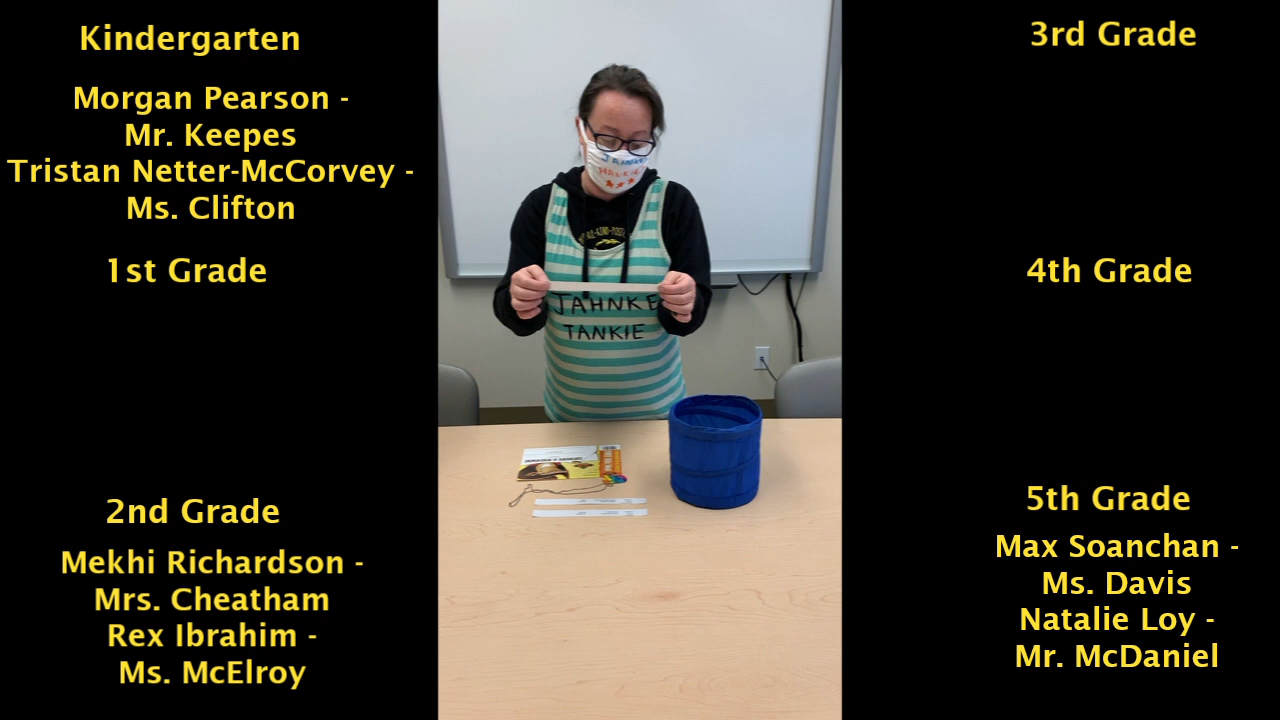 Kindergarten
Morgan Pearson -
Mr. Keepes
Tristan Netter-McCorvey -
Ms. Clifton
1st Grade
2nd Grade
Mekhi Richardson -
Mrs. Cheatham
Rex Ibrahim -
Ms. McElroy
JAHNKE
HANKIE
JAHNKE
TANKIE
3rd Grade
4th Grade
5th Grade
Max Soanchan -
Ms. Davis
Natalie Loy -
Mr. McDaniel